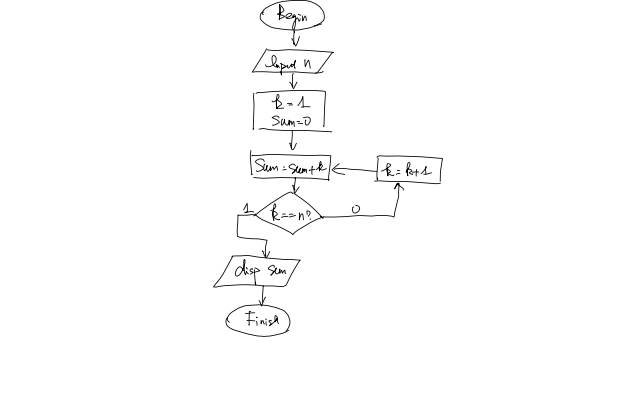 Begin
Input n
k = 1
Sum=0
Sum = sum + k
k = k+1
k == n?
1
0
disp sum
Finish